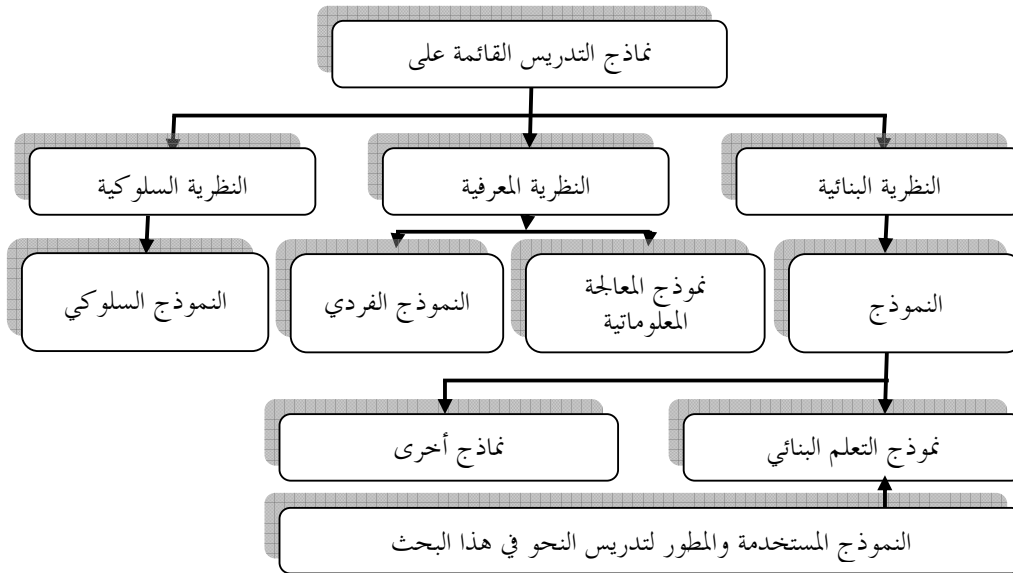 نماذج التدريس القائمة على
النظرية البنائية
النظرية المعرفية
النظرية السلوكية
النموذج
نموذج المعالجة
المعلوماتية
النموذج الفردي
النموذج السلوكي
نموذج التعلم البنائي
نماذج أخرى
النموذج المستخدمة والمطور لتدريس النحو في هذا البحث